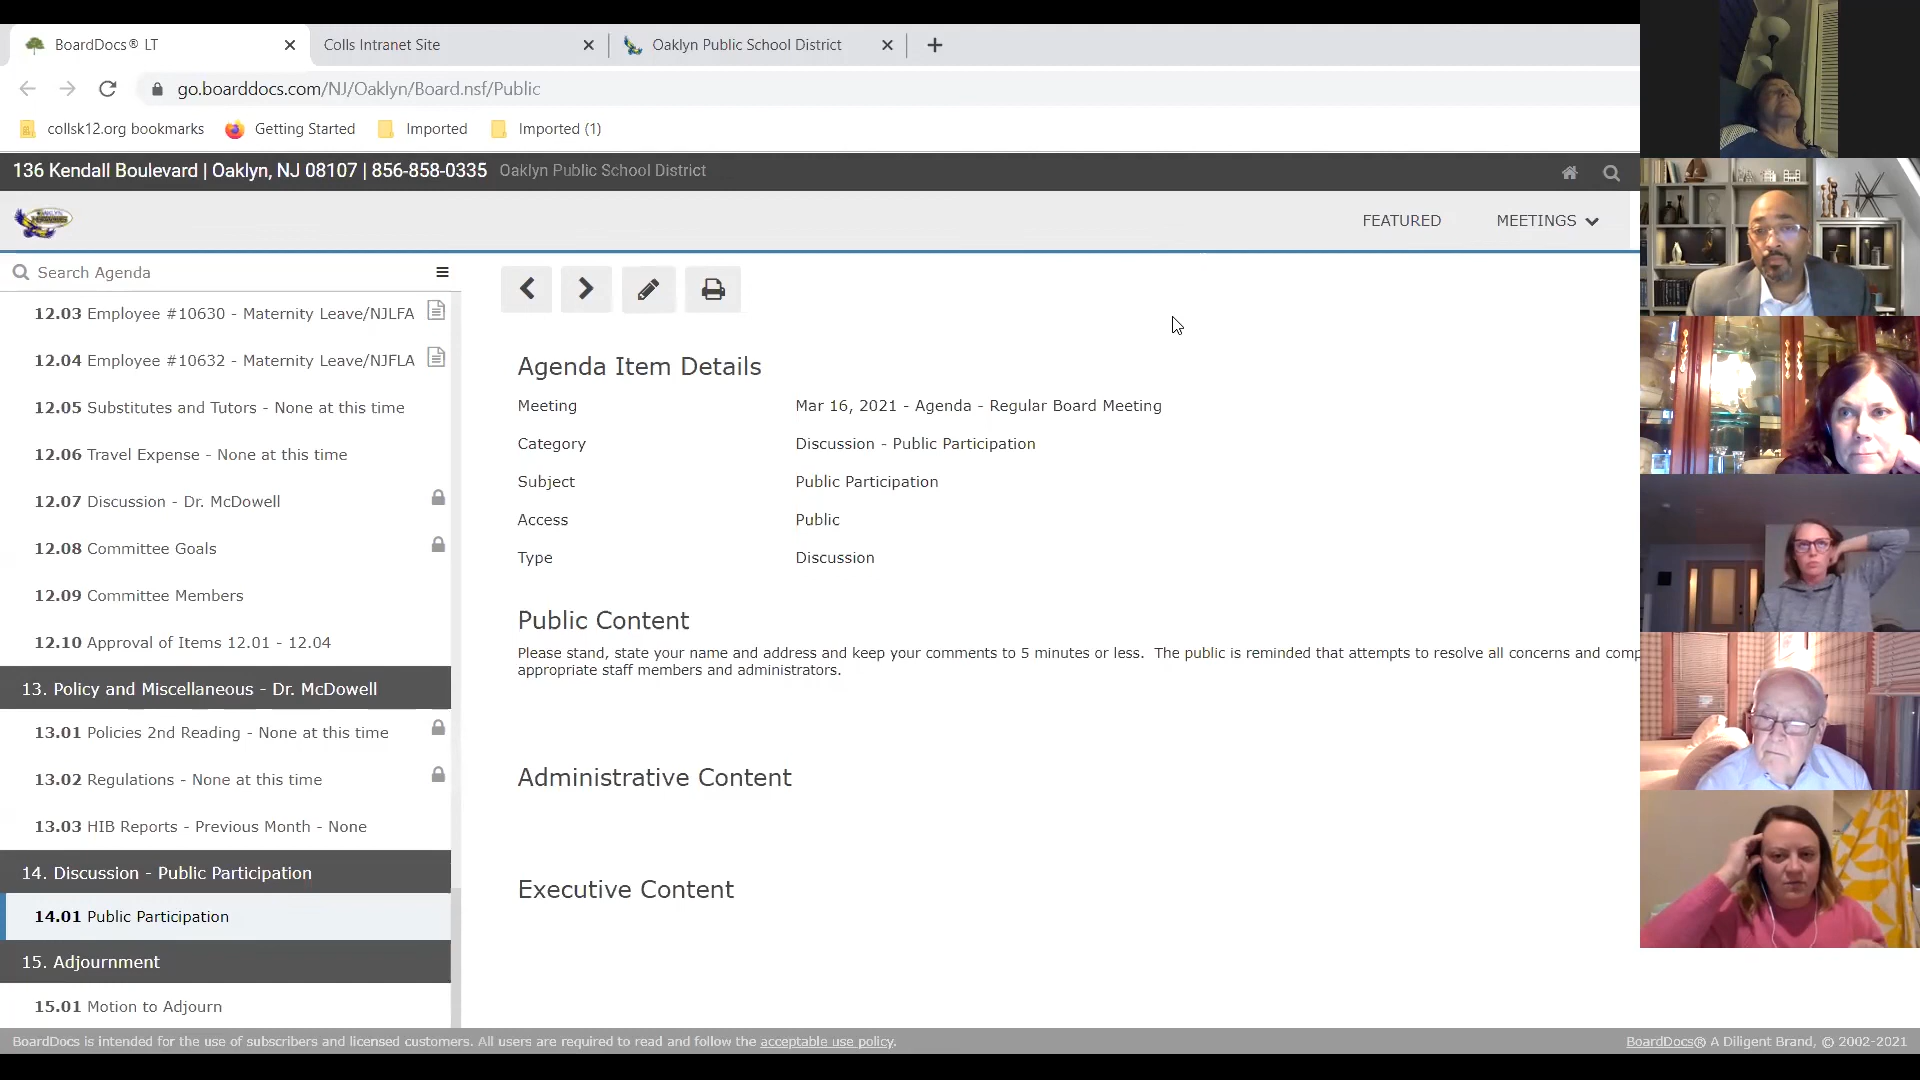 BoardDocs® LT
Colls Intranet Site
Oaklyn Public School District
go.boarddocs.com/NJ/Oaklyn/Board.nsf/Public
collsk12.org bookmarks
Getting Started
Imported
Imported (1)
136 Kendall Boulevard | Oaklyn, NJ 08107 | 856-858-0335 Oaklyn Public School District
FEATURED
MEETINGS
Search Agenda
12.03 Employee #10630 - Maternity Leave/NJLFA
12.04 Employee #10632 - Maternity Leave/NJFLA
12.05 Substitutes and Tutors - None at this time
12.06 Travel Expense - None at this time
12.07 Discussion - Dr. McDowell
12.08 Committee Goals
12.09 Committee Members
12.10 Approval of Items 12.01 - 12.04
13. Policy and Miscellaneous - Dr. McDowell
13.01 Policies 2nd Reading - None at this time
13.02 Regulations - None at this time
13.03 HIB Reports - Previous Month - None
14. Discussion - Public Participation
14.01 Public Participation
15. Adjournment
15.01 Motion to Adjourn
Agenda Item Details
Meeting Mar 16, 2021 - Agenda - Regular Board Meeting
Category Discussion - Public Participation
Subject Public Participation
Access Public
Type Discussion
Public Content
Please stand, state your name and address and keep your comments to 5 minutes or less. The public is reminded that attempts to resolve all concerns and comp
appropriate staff members and administrators.
Administrative Content
Executive Content
BoardDocs is intended for the use of subscribers and licensed customers. All users are required to read and follow the acceptable use policy.
BoardDocs® A Diligent Brand, © 2002-2021